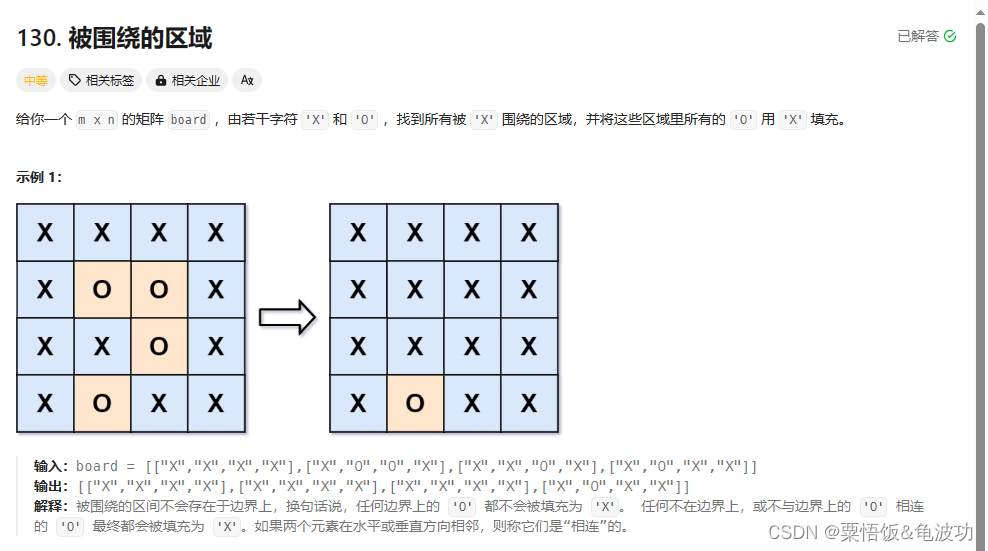 130. 被围绕的区域
已解答
中等 相关标签 相关企业 Aあ
给你一个 m x n 的矩阵 board ，由若干字符 'X' 和 'O' ，找到所有被 'X' 围绕的区域，并将这些区域里所有的 'O' 用 'X' 填充。
示例 1：
X X X X X X X X
X O O X X X X X
X X O X X X X X
X O X X X O X X
输入：board = [["X","X","X","X"],["X","O","O","X"],["X","X","O","X"],["X","O","X","X"]]
输出：[["X","X","X","X"],["X","X","X","X"],["X","X","X","X"],["X","O","X","X"]]
解释：被围绕的区间不会存在于边界上，换句话说，任何边界上的 'O' 都不会被填充为 'X'。 任何不在边界上，或不与边界上的 'O' 相连
的 'O' 最终都会被填充为 'X'。如果两个元素在水平或垂直方向相邻，则称它们是“相连”的。
CSDN @粟悟饭&龟波功